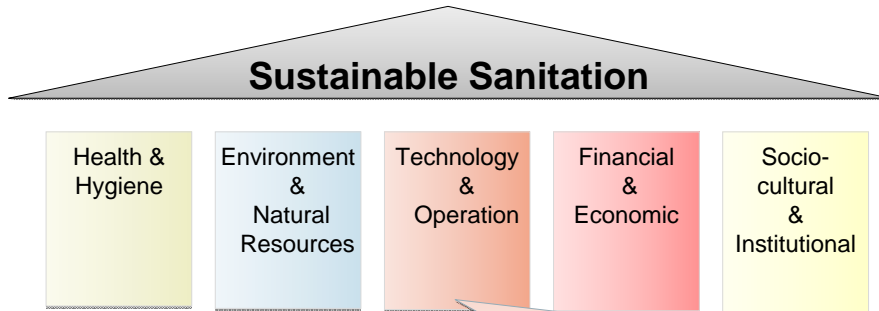 Sustainable Sanitation
Health &
Hygiene
Environment
&
Natural
Resources
Technology
&
Operation
Financial
&
Economic
Socio-
cultural
&
Institutional